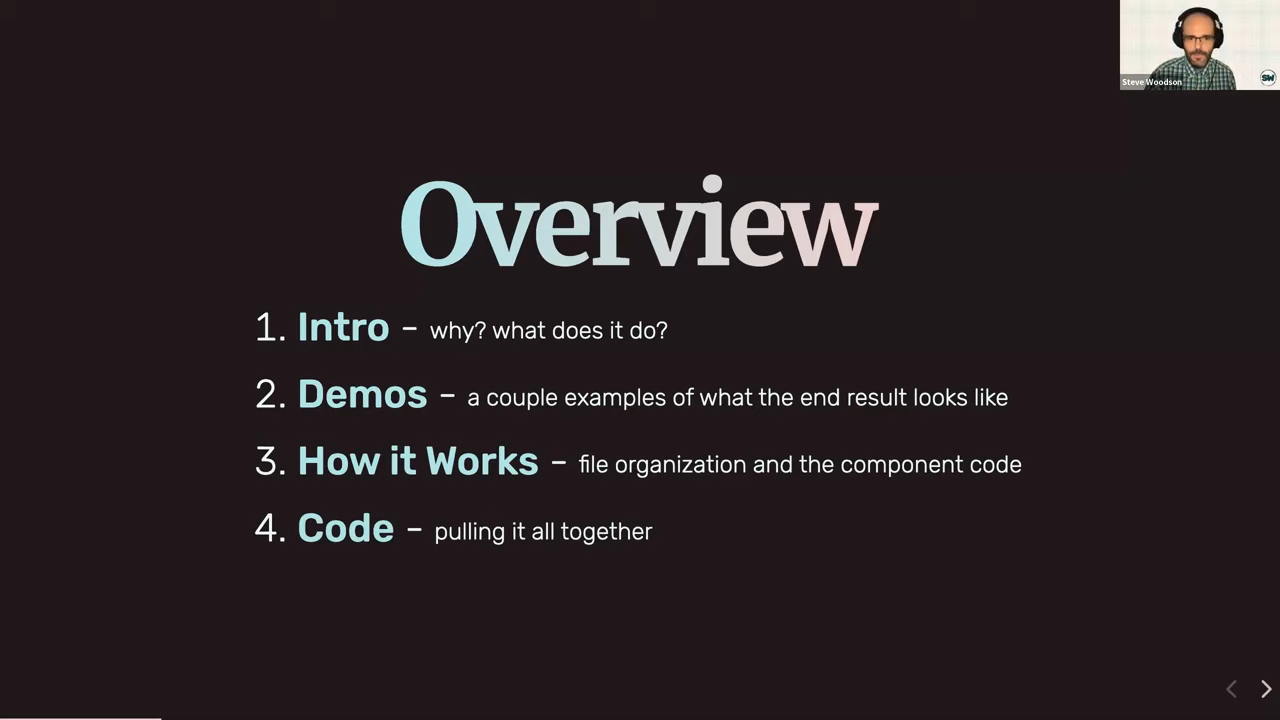 Steve Woodson
SW
Overview
1. Intro – why? what does it do?
2. Demos – a couple examples of what the end result looks like
3. How it Works – file organization and the component code
4. Code – pulling it all together